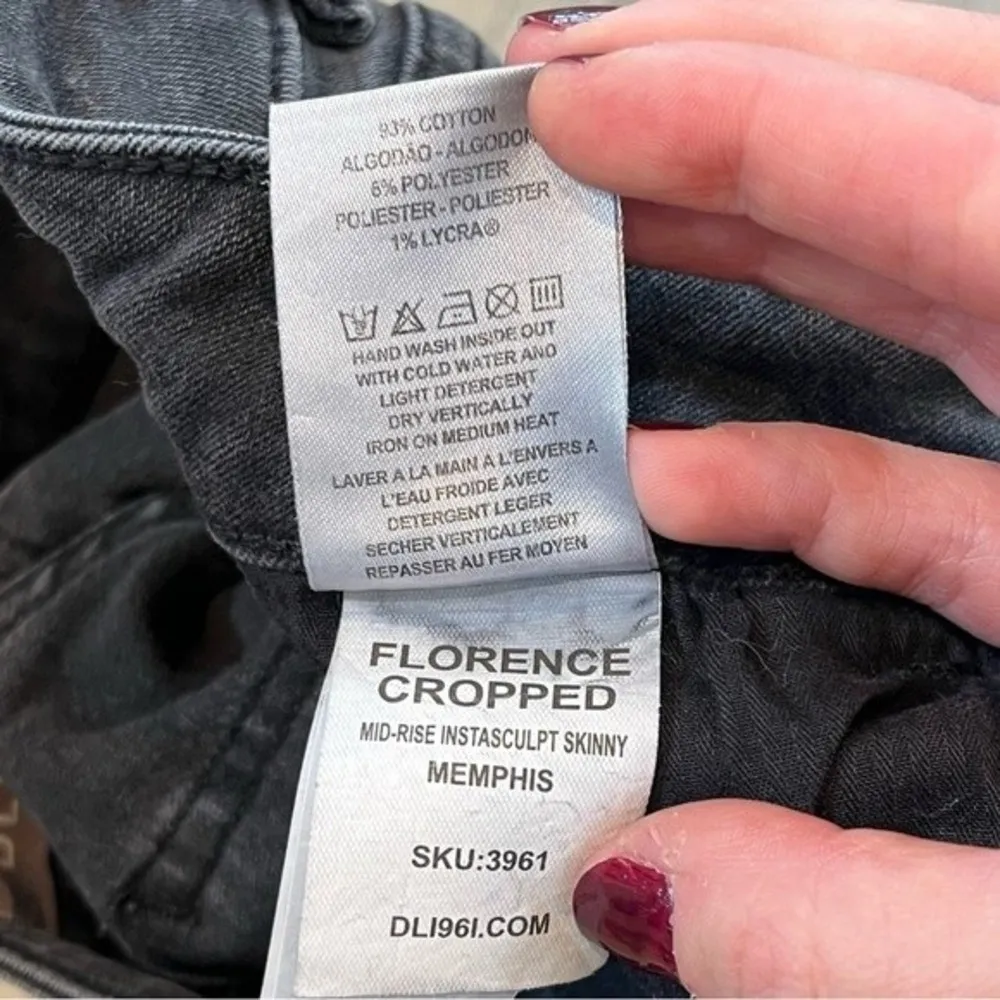 93% COTTON
ALGODÃO - ALGODON
6% POLYESTER
POLIESTER - POLIESTER
1% LYCRA®
HAND WASH INSIDE OUT
WITH COLD WATER AND
LIGHT DETERGENT
DRY VERTICALLY
IRON ON MEDIUM HEAT
LAVER A LA MAIN A L'ENVERS A
L'EAU FROIDE AVEC
DETERGENT LEGER
SECHER VERTICALEMENT
REPASSER AU FER MOYEN
FLORENCE
CROPPED
MID-RISE INSTASCULPT SKINNY
MEMPHIS
SKU:3961
DL1961.COM